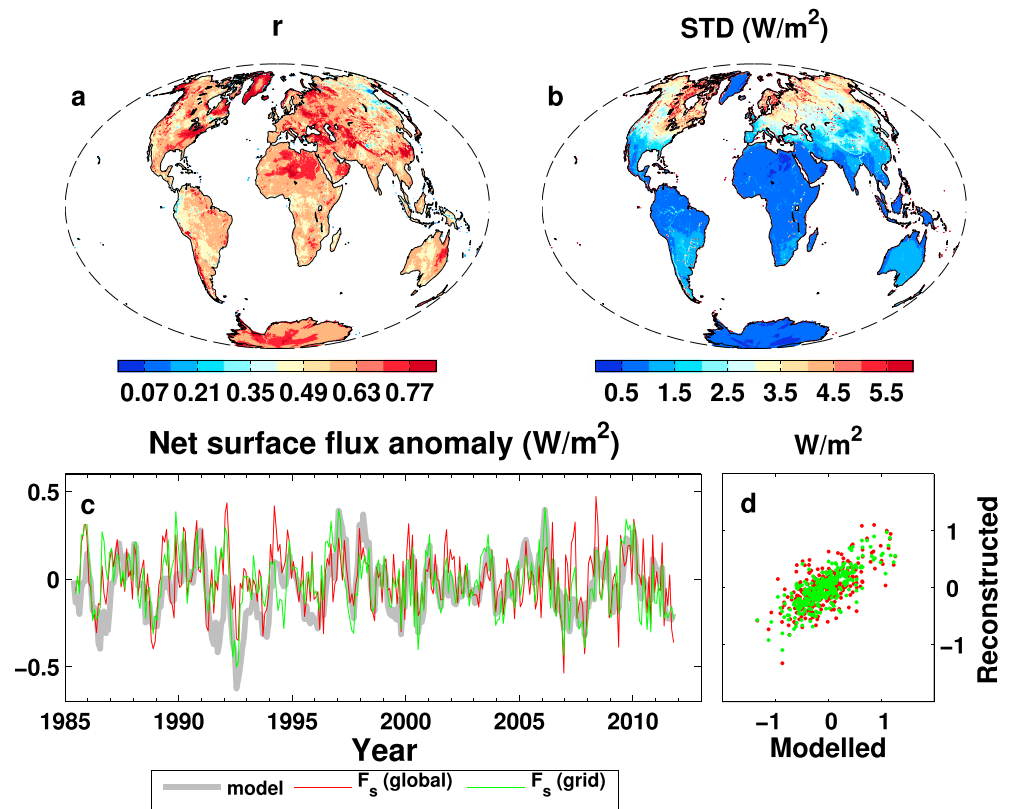 r
STD (W/m²)
a
b
0.07 0.21 0.35 0.49 0.63 0.77
0.5 1.5 2.5 3.5 4.5 5.5
Net surface flux anomaly (W/m²)
W/m²
c
d
0.5
0
−0.5
1985 1990 1995 2000 2005 2010
Year
1
0
−1
Reconstructed
−1 0 1
Modelled
model Fₛ (global) Fₛ (grid)